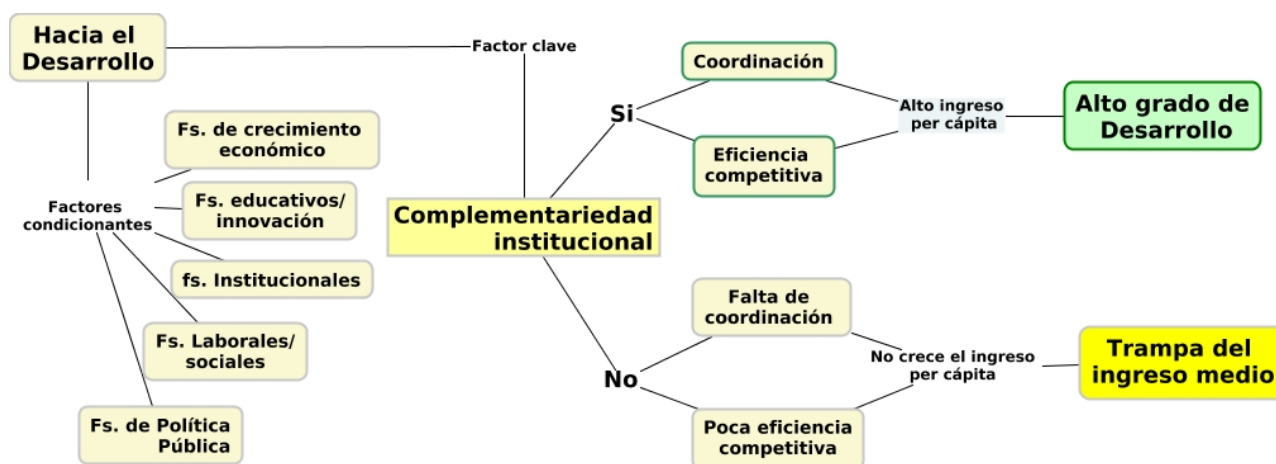 Hacia el
Desarrollo
Factor clave
Fs. de crecimiento
económico
Fs. educativos/
innovación
Factores
condicionantes
fs. Institucionales
Fs. Laborales/
sociales
Fs. de Política
Pública
Complementariedad
institucional
Si
Coordinación
Eficiencia
competitiva
Alto ingreso
per cápita
Alto grado de
Desarrollo
No
Falta de
coordinación
Poca eficiencia
competitiva
No crece el ingreso
per cápita
Trampa del
ingreso medio